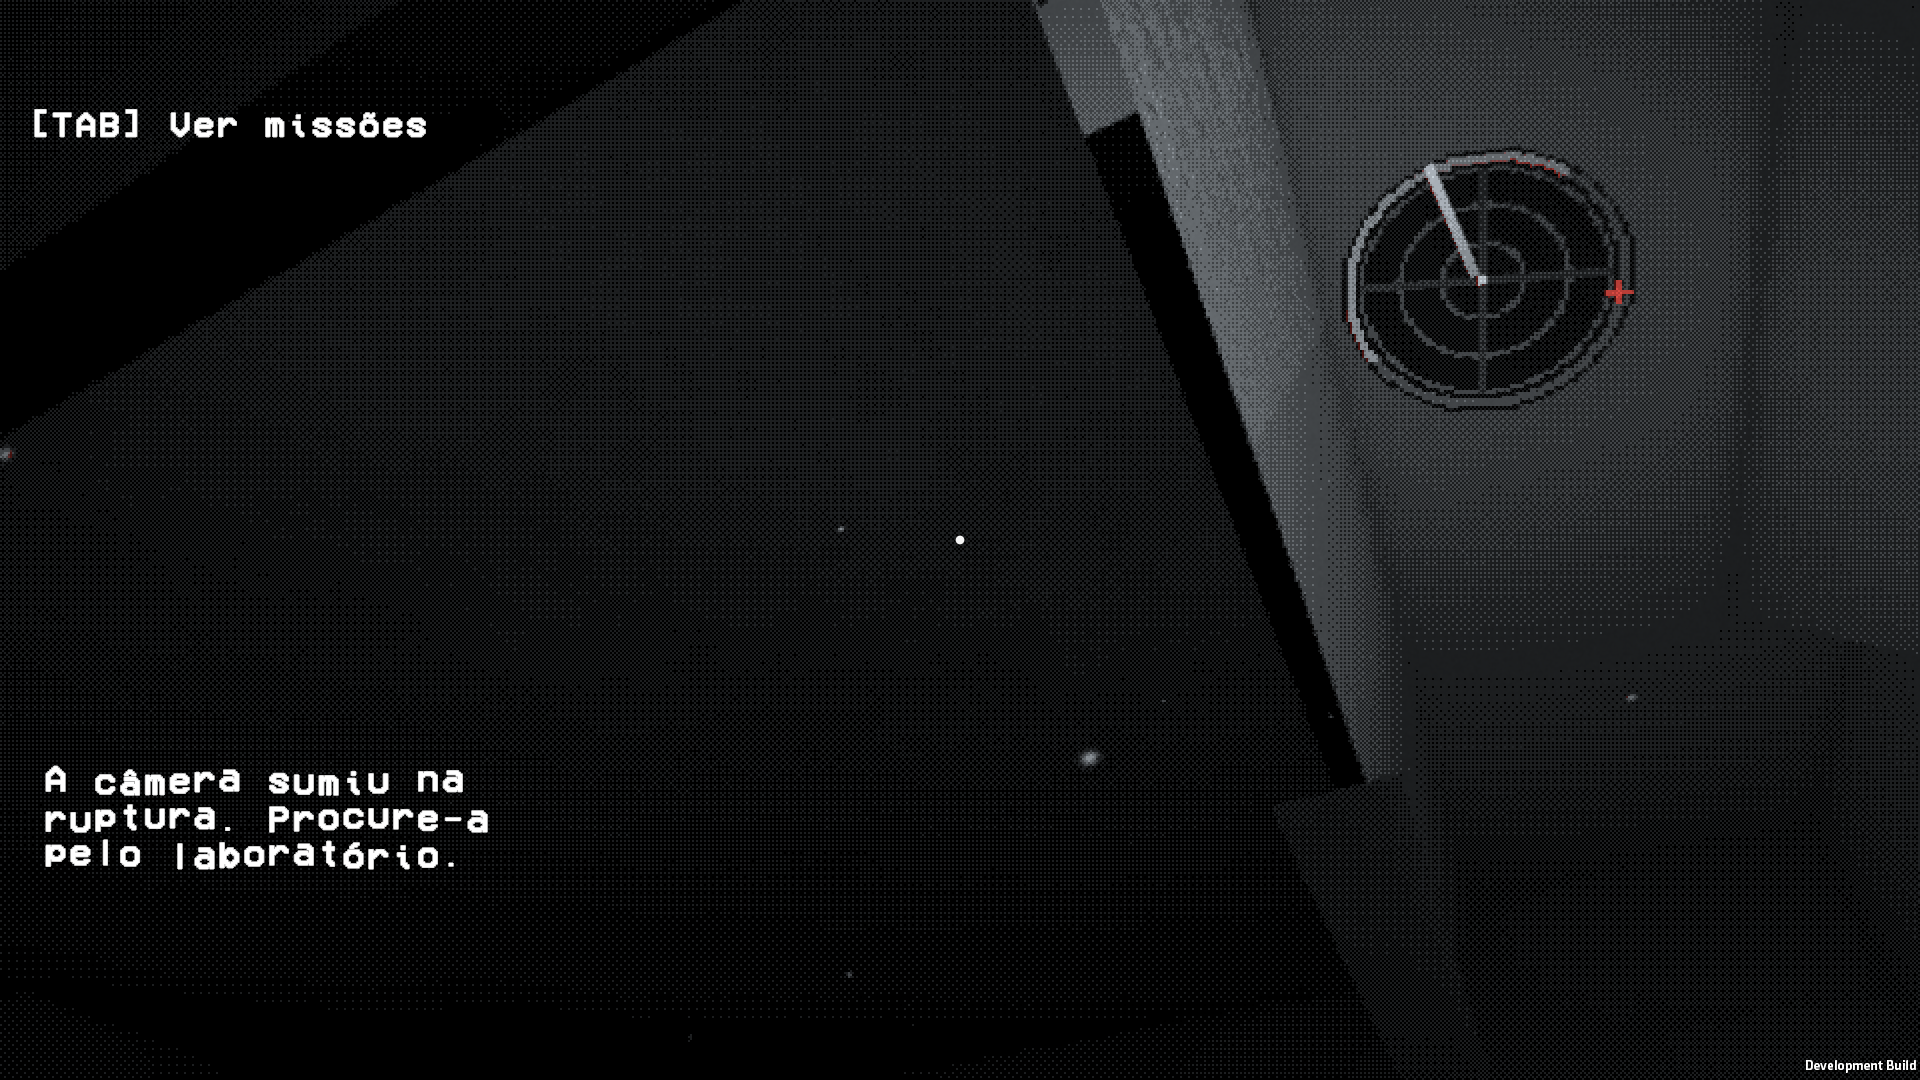 [TAB] Ver missões
A câmera sumiu na
ruptura. Procure-a
pelo laboratório.
Development Build